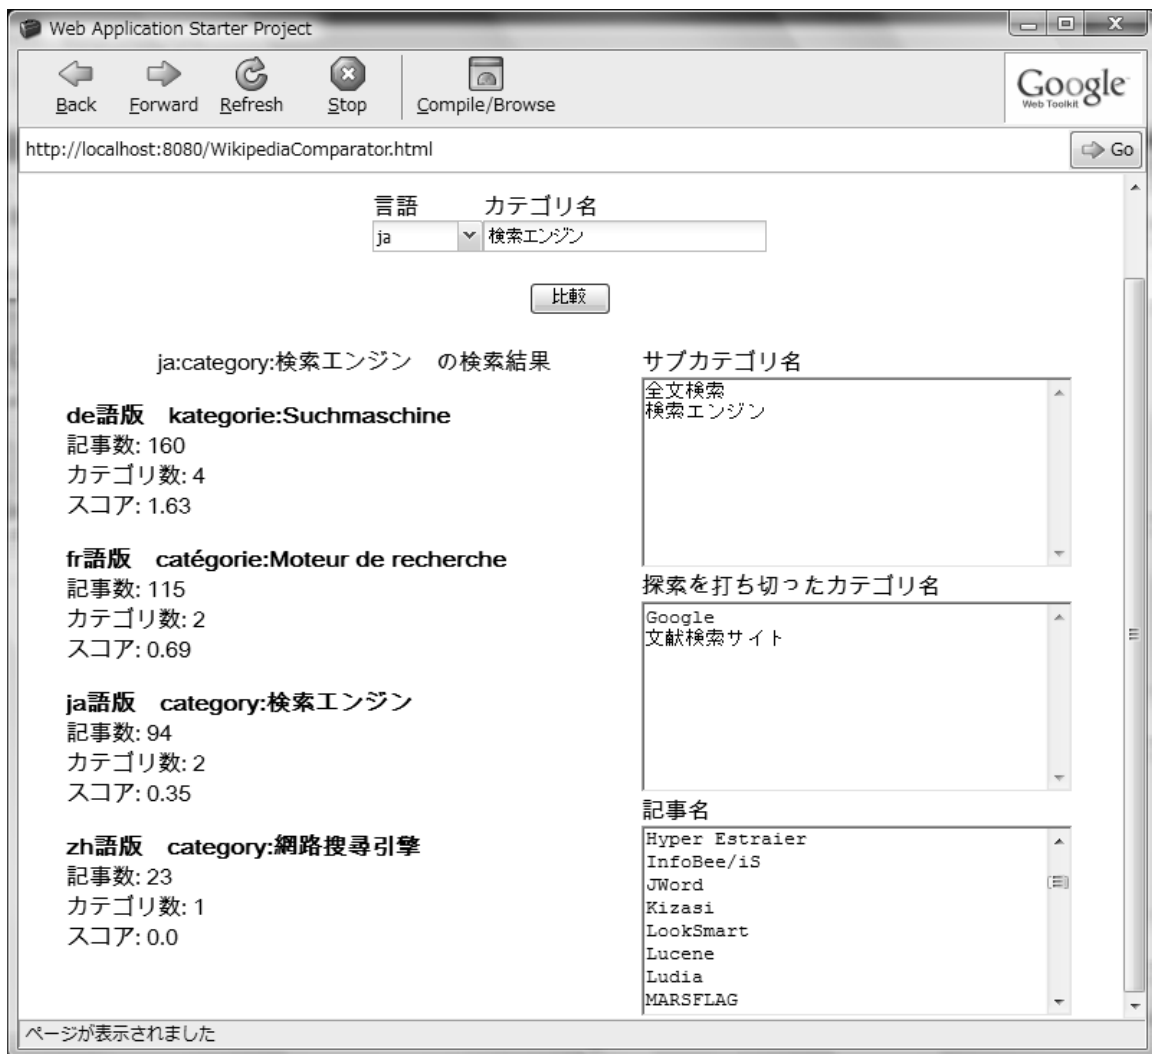 Web Application Starter Project
Back Forward Refresh Stop Compile/Browse
Google
Web Toolkit
http://localhost:8080/WikipediaComparator.html
Go
言語 カテゴリ名
ja 検索エンジン
比較
ja:category:検索エンジン の検索結果
de語版 kategorie:Suchmaschine
記事数: 160
カテゴリ数: 4
スコア: 1.63
fr語版 catégorie:Moteur de recherche
記事数: 115
カテゴリ数: 2
スコア: 0.69
ja語版 category:検索エンジン
記事数: 94
カテゴリ数: 2
スコア: 0.35
zh語版 category:網路搜尋引擎
記事数: 23
カテゴリ数: 1
スコア: 0.0
サブカテゴリ名
全文検索
検索エンジン
探索を打ち切ったカテゴリ名
Google
文献検索サイト
記事名
Hyper Estraier
InfoBee/iS
JWord
Kizasi
LookSmart
Lucene
Ludia
MARSFLAG
ページが表示されました